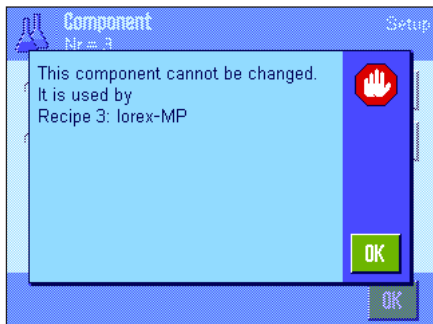 Component
Setup
Nr = 3
This component cannot be changed.
It is used by
Recipe 3: lorex-MP
OK
OK